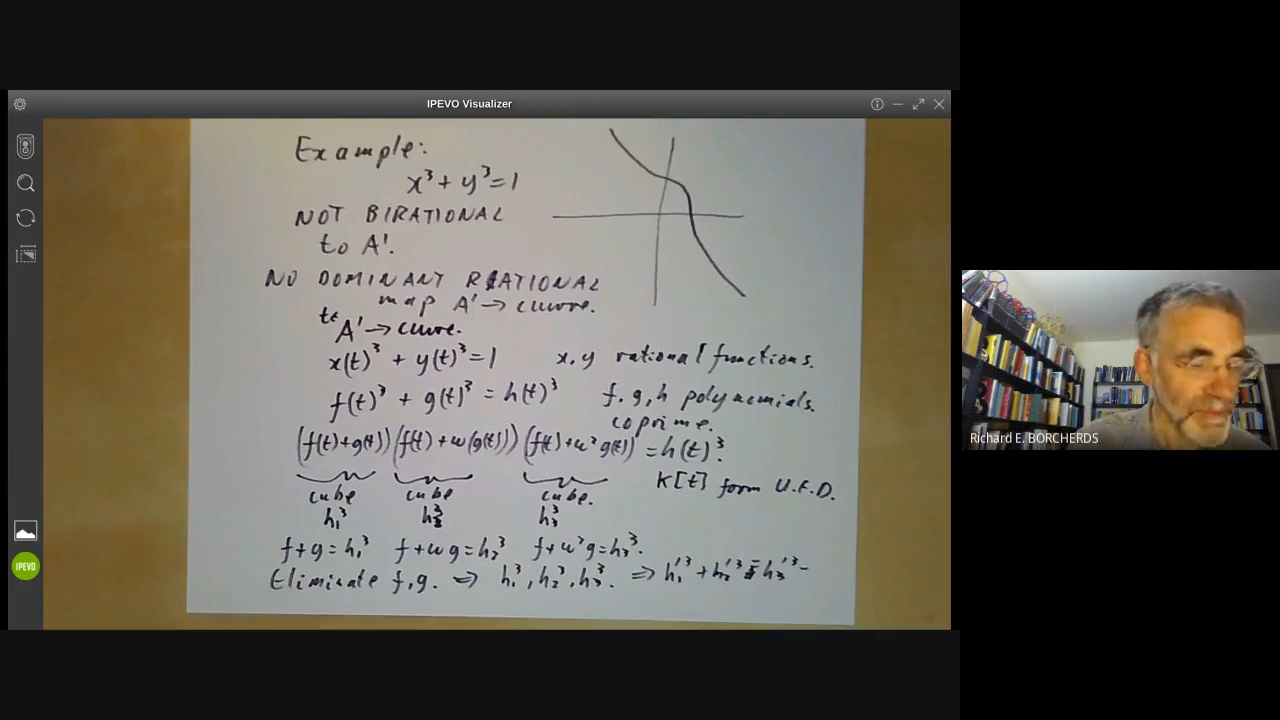 IPEVO Visualizer
Example:
x³ + y³ = 1
NOT BIRATIONAL
to A¹.
NO DOMINANT RATIONAL
map A¹ → curve.
A¹ → curve.
x(t)³ + y(t)³ = 1 x, y rational functions.
f(t)³ + g(t)³ = h(t)³ f, g, h polynomials.
coprime.
(f(t)+g(t)) (f(t)+ω(g(t))) (f(t)+ω²g(t)) = h(t)³.
K[t] form U.F.D.
cube cube cube.
h₁³ h₂³ h₃³
f+g=h₁³ f+ωg=h₂³ f+ω²g=h₃³.
Eliminate f,g. ⇒ h₁³, h₂³, h₃³. ⇒ h₁'³ + h₂'³ = h₃'³
Richard E. BORCHERDS
IPEVO